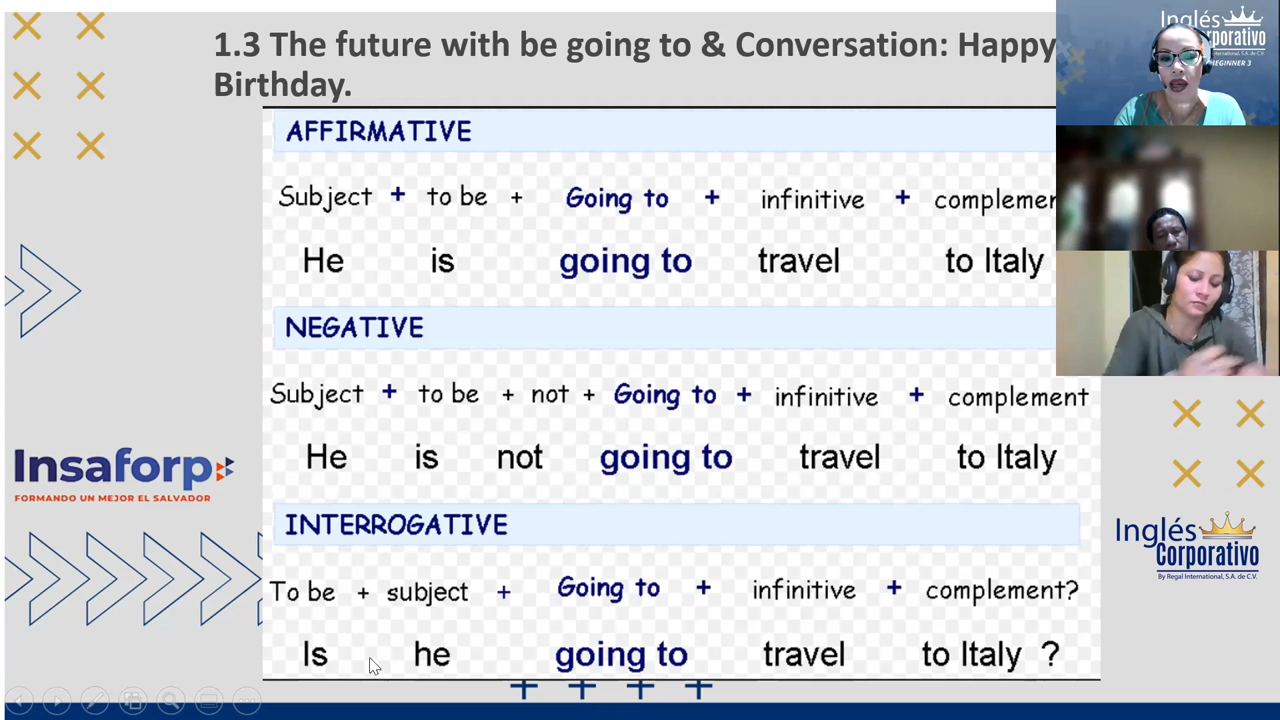 1.3 The future with be going to & Conversation: Happy
Birthday.
AFFIRMATIVE
Subject + to be + Going to + infinitive + complemen
He is going to travel to Italy
NEGATIVE
Subject + to be + not + Going to + infinitive + complement
He is not going to travel to Italy
INTERROGATIVE
To be + subject + Going to + infinitive + complement?
Is he going to travel to Italy ?
Insaforp
FORMANDO UN MEJOR EL SALVADOR
Inglés
Corporativo
By Regal International, S.A. de C.V.
Inglés
orporativo
BEGINNER 3